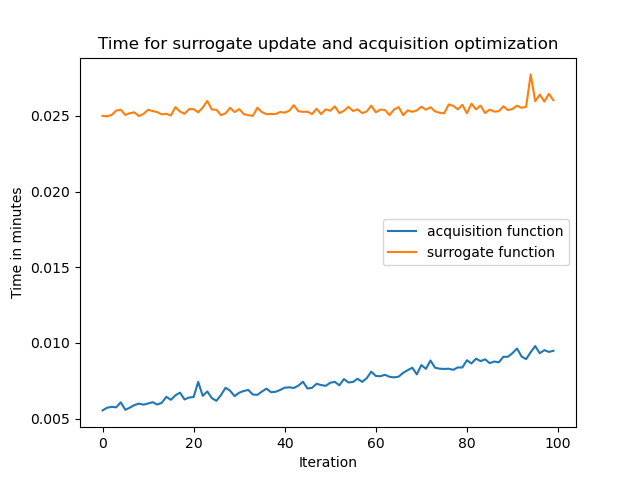 Time for surrogate update and acquisition optimization
0.025
0.020
0.015
0.010
0.005
Time in minutes
acquisition function
surrogate function
0 20 40 60 80 100
Iteration